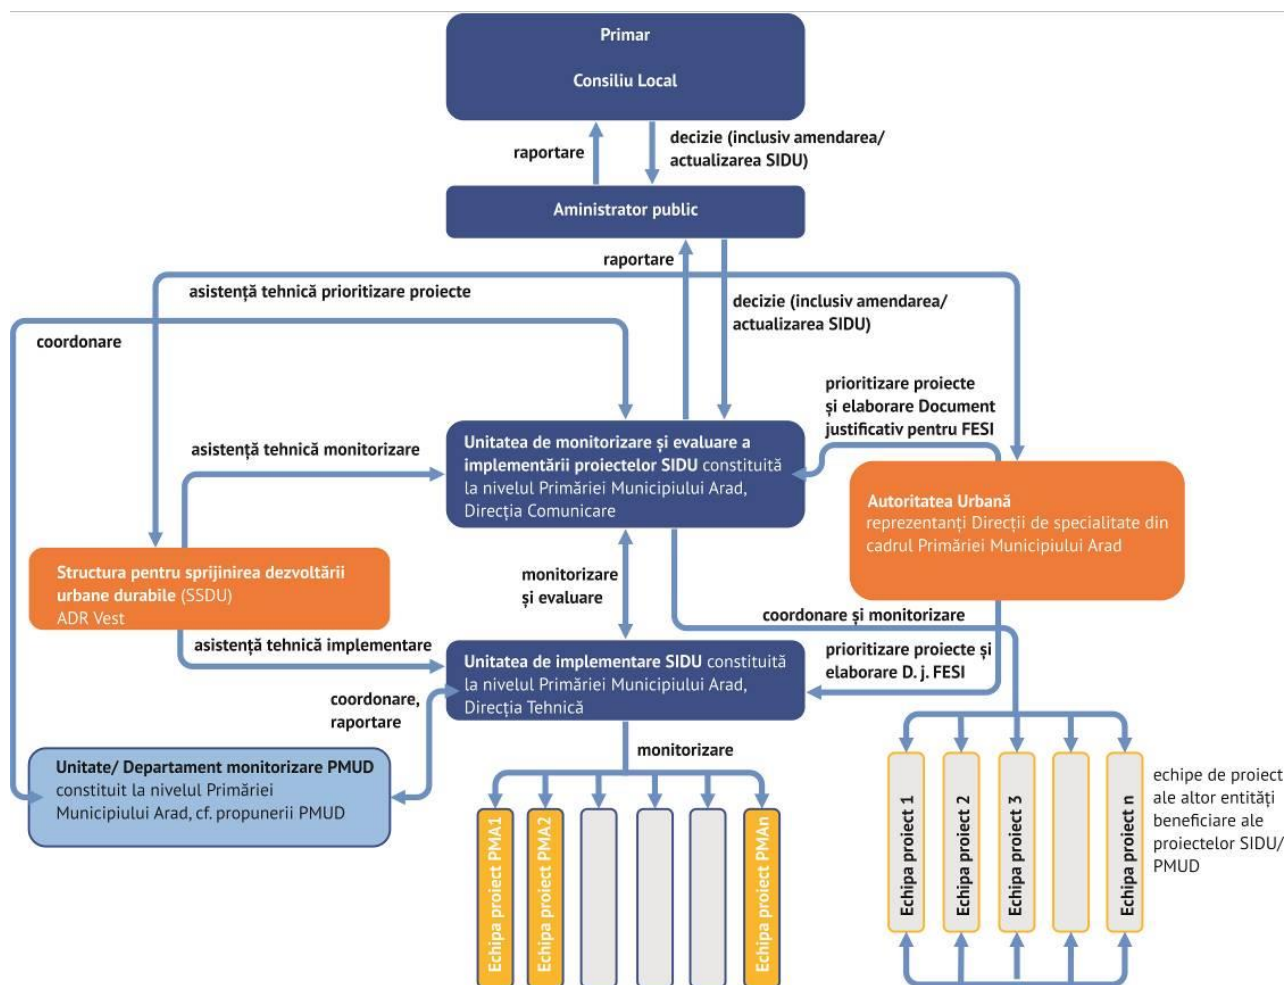 Primar
Consiliu Local
raportare
decizie (inclusiv amendarea/
actualizarea SIDU)
Aministrator public
raportare
asistență tehnică prioritizare proiecte
decizie (inclusiv amendarea/
actualizarea SIDU)
coordonare
prioritizare proiecte
și elaborare Document
justificativ pentru FESI
asistență tehnică monitorizare
Unitatea de monitorizare și evaluare a
implementării proiectelor SIDU constituită
la nivelul Primăriei Municipiului Arad,
Direcția Comunicare
Autoritatea Urbană
reprezentanți Direcții de specialitate din
cadrul Primăriei Municipiului Arad
Structura pentru sprijinirea dezvoltării
urbane durabile (SSDU)
ADR Vest
monitorizare
și evaluare
coordonare și monitorizare
asistență tehnică implementare
Unitatea de implementare SIDU constituită
la nivelul Primăriei Municipiului Arad,
Direcția Tehnică
prioritizare proiecte și
elaborare D. j. FESI
coordonare,
raportare
monitorizare
Unitate/ Departament monitorizare PMUD
constituit la nivelul Primăriei
Municipiului Arad, cf. propunerii PMUD
Echipa proiect PMA1
Echipa proiect PMA2
Echipa proiect PMAn
Echipa proiect 1
Echipa proiect 2
Echipa proiect 3
Echipa proiect n
echipe de proiect
ale altor entități
beneficiare ale
proiectelor SIDU/
PMUD